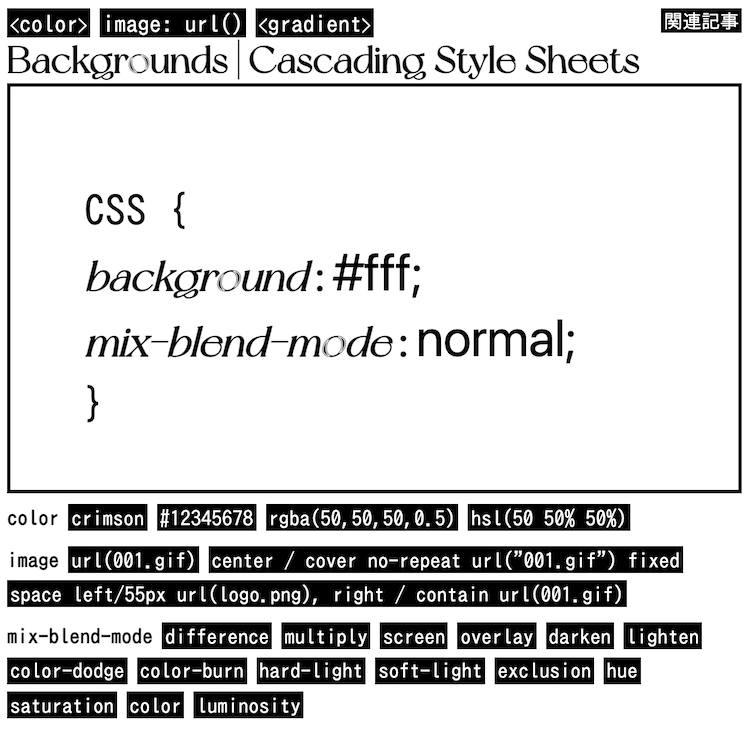 <color> image: url() <gradient> 関連記事
Backgrounds | Cascading Style Sheets
CSS {
background: #fff;
mix-blend-mode: normal;
}
color crimson #12345678 rgba(50,50,50,0.5) hsl(50 50% 50%)
image url(001.gif) center / cover no-repeat url(”001.gif”) fixed
space left/55px url(logo.png), right / contain url(001.gif)
mix-blend-mode difference multiply screen overlay darken lighten
color-dodge color-burn hard-light soft-light exclusion hue
saturation color luminosity